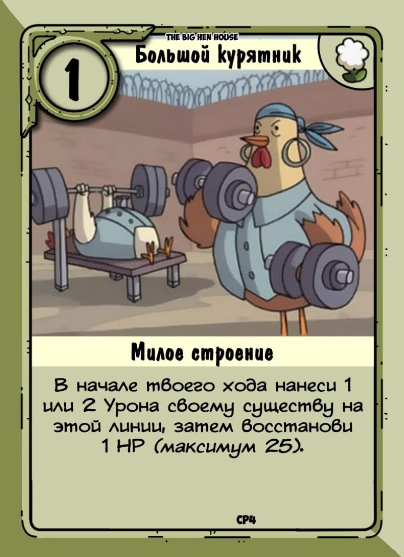 THE BIG HEN HOUSE
Большой курятник
1
Милое строение
В начале твоего хода нанеси 1
или 2 Урона своему существу на
этой линии, затем восстанови
1 HP (максимум 25).
CP4